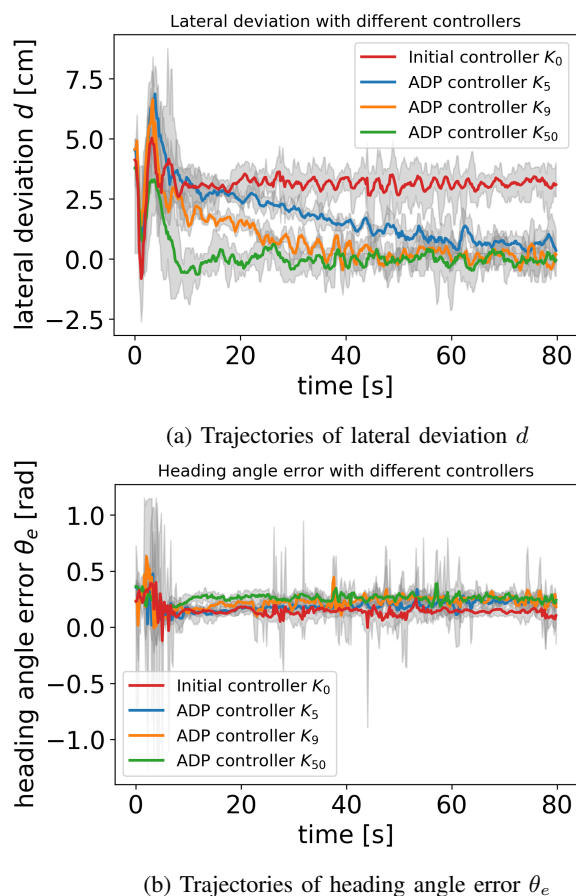 Lateral deviation with different controllers
lateral deviation d [cm]
7.5
5.0
2.5
0.0
−2.5
Initial controller K₀
ADP controller K₅
ADP controller K₉
ADP controller K₅₀
0 20 40 60 80
time [s]
(a) Trajectories of lateral deviation d
Heading angle error with different controllers
heading angle error θₑ [rad]
1.0
0.5
0.0
−0.5
−1.0
Initial controller K₀
ADP controller K₅
ADP controller K₉
ADP controller K₅₀
0 20 40 60 80
time [s]
(b) Trajectories of heading angle error θₑ